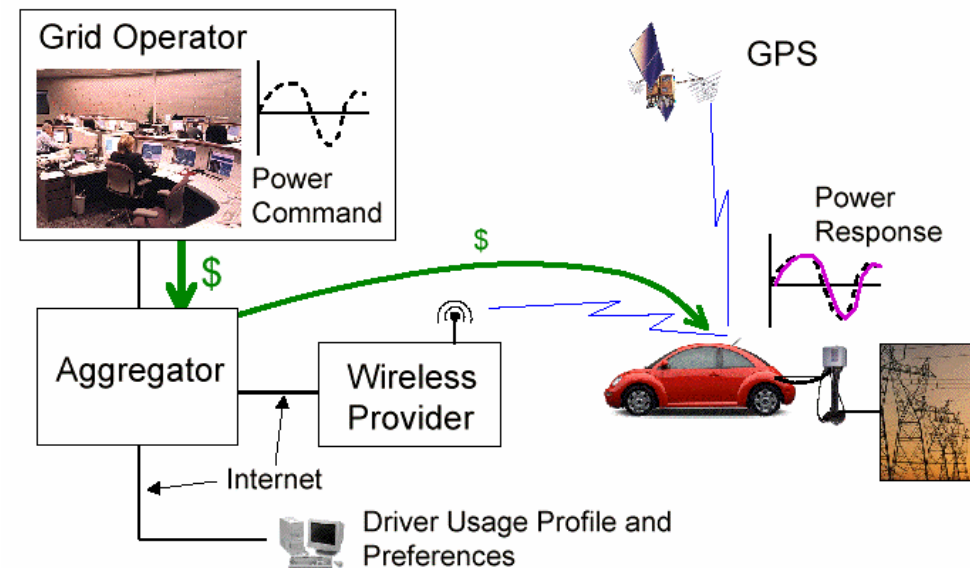 Grid Operator
Power
Command
GPS
Power
Response
$
$
Aggregator
Wireless
Provider
Internet
Driver Usage Profile and
Preferences